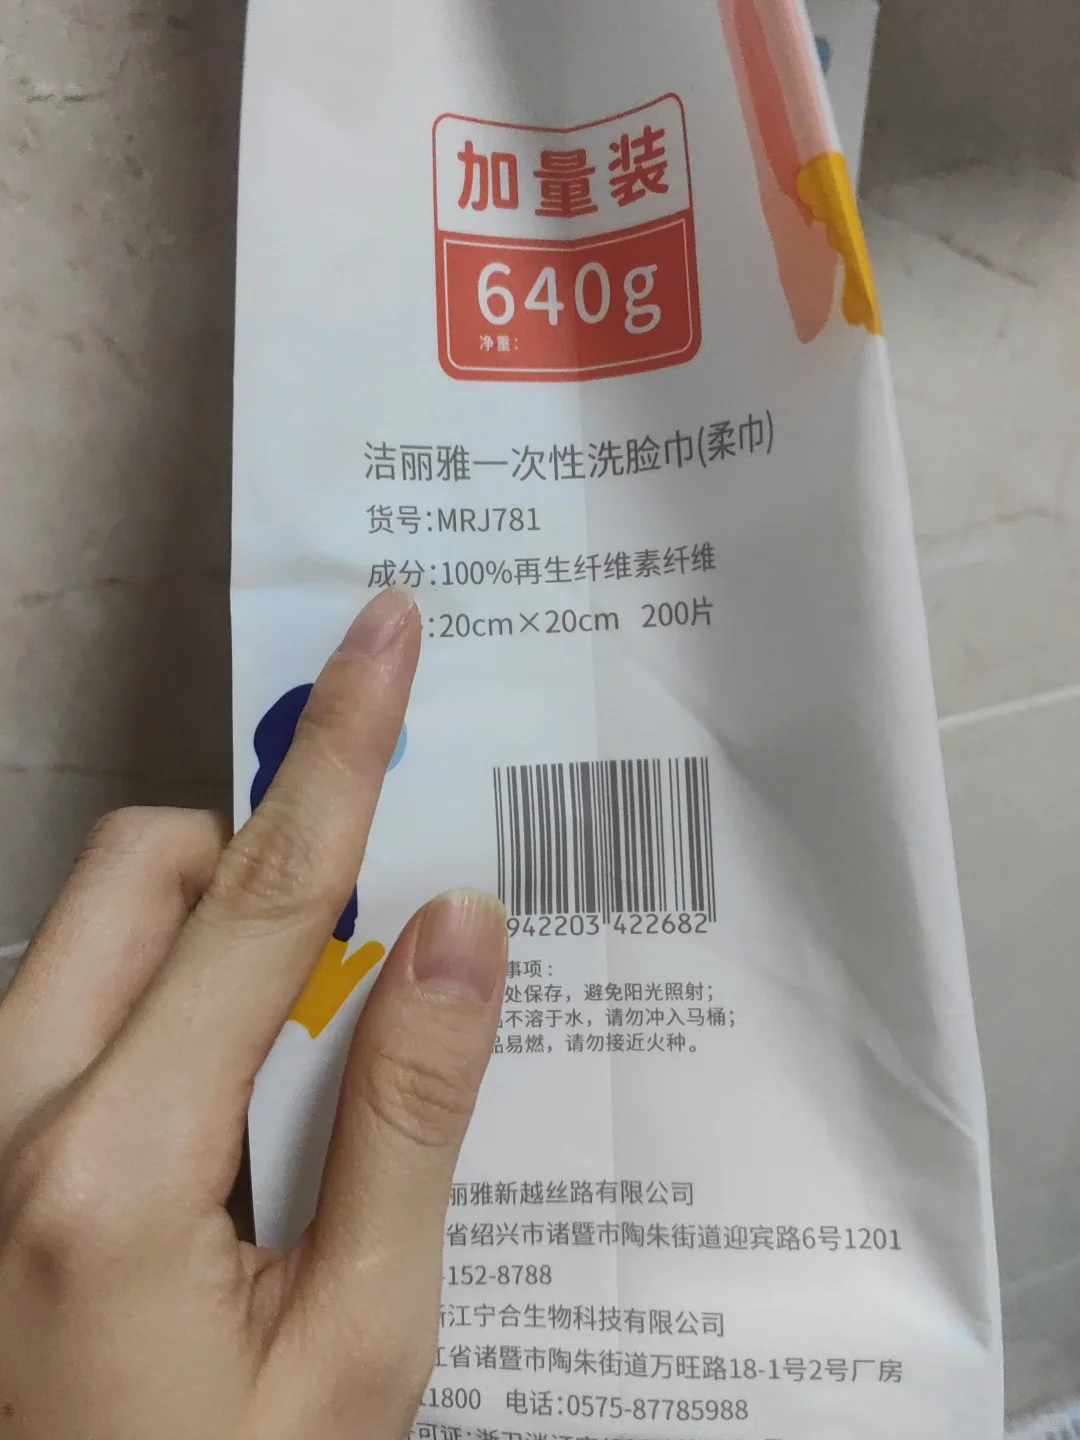 加量装
640g
净重：
洁丽雅一次性洗脸巾(柔巾)
货号：MRJ781
成分：100%再生纤维素纤维
：20cm×20cm 200片
942203 422682
事项：
处保存，避免阳光照射；
不溶于水，请勿冲入马桶；
品易燃，请勿接近火种。
丽雅新越丝路有限公司
省绍兴市诸暨市陶朱街道迎宾路6号1201
-152-8788
浙江宁合生物科技有限公司
江省诸暨市陶朱街道万旺路18-1号2号厂房
11800 电话：0575-87785988